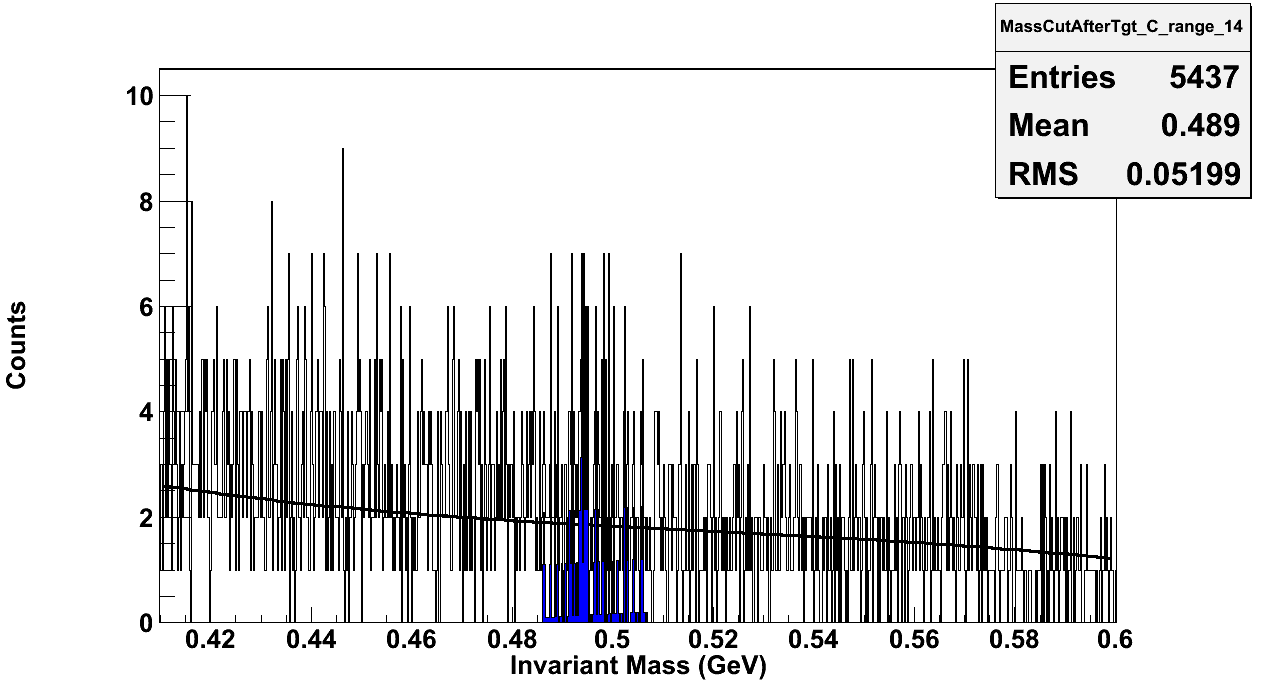 MassCutAfterTgt_C_range_14
Entries 5437
Mean 0.489
RMS 0.05199
10
8
6
4
2
0
Counts
0.42 0.44 0.46 0.48 0.5 0.52 0.54 0.56 0.58 0.6
Invariant Mass (GeV)